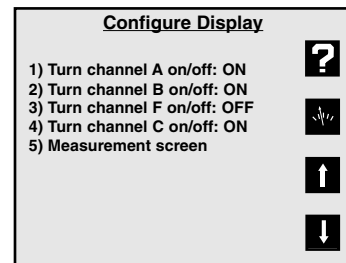 Configure Display
1) Turn channel A on/off: ON
2) Turn channel B on/off: ON
3) Turn channel F on/off: OFF
4) Turn channel C on/off: ON
5) Measurement screen
?